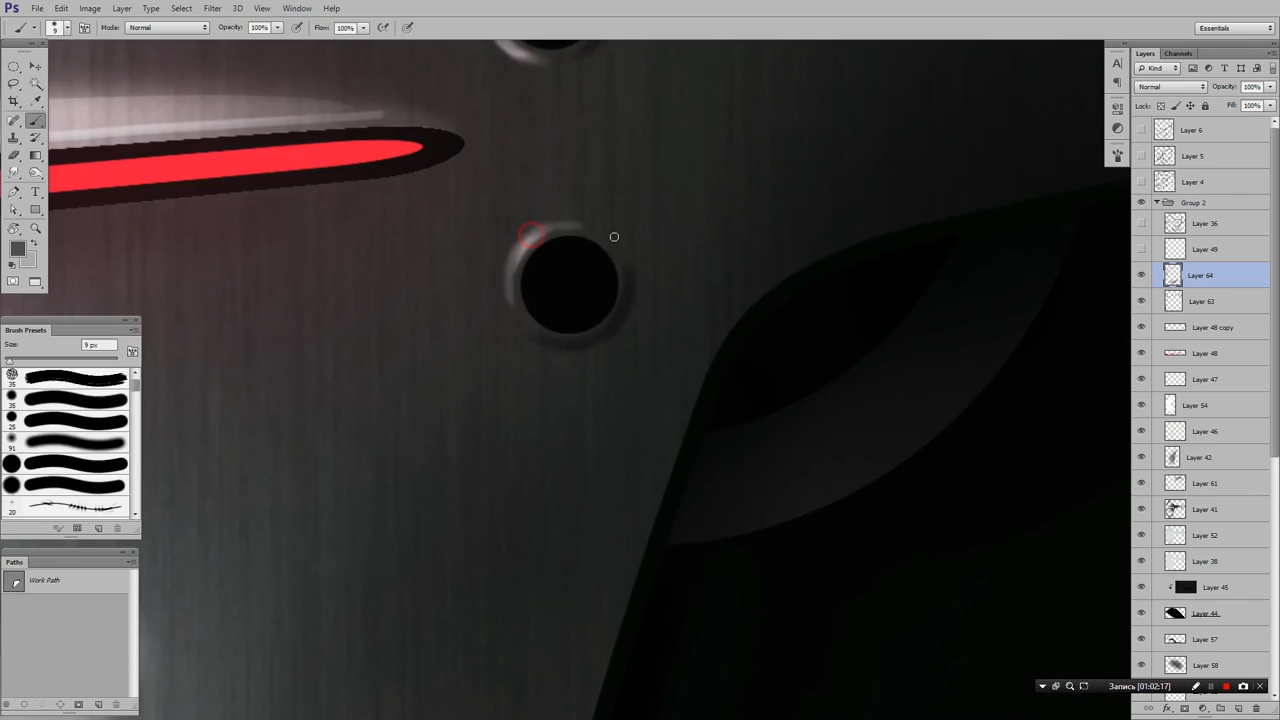 Ps File Edit Image Layer Type Select Filter 3D View Window Help
9 Mode: Normal Opacity: 100% Flow: 100% Essentials
Layers Channels
Kind
Normal Opacity: 100%
Lock: Fill: 100%
Layer 6
Layer 5
Layer 4
Group 2
Layer 36
Layer 49
Layer 64
Layer 63
Layer 48 copy
Layer 48
Layer 47
Layer 54
Layer 46
Layer 42
Layer 61
Layer 41
Layer 52
Layer 38
Layer 45
Layer 44
Layer 57
Layer 58
Brush Presets
Size: 9 px
35
35
25
91
20
Paths
Work Path
Запись [01:02:17]